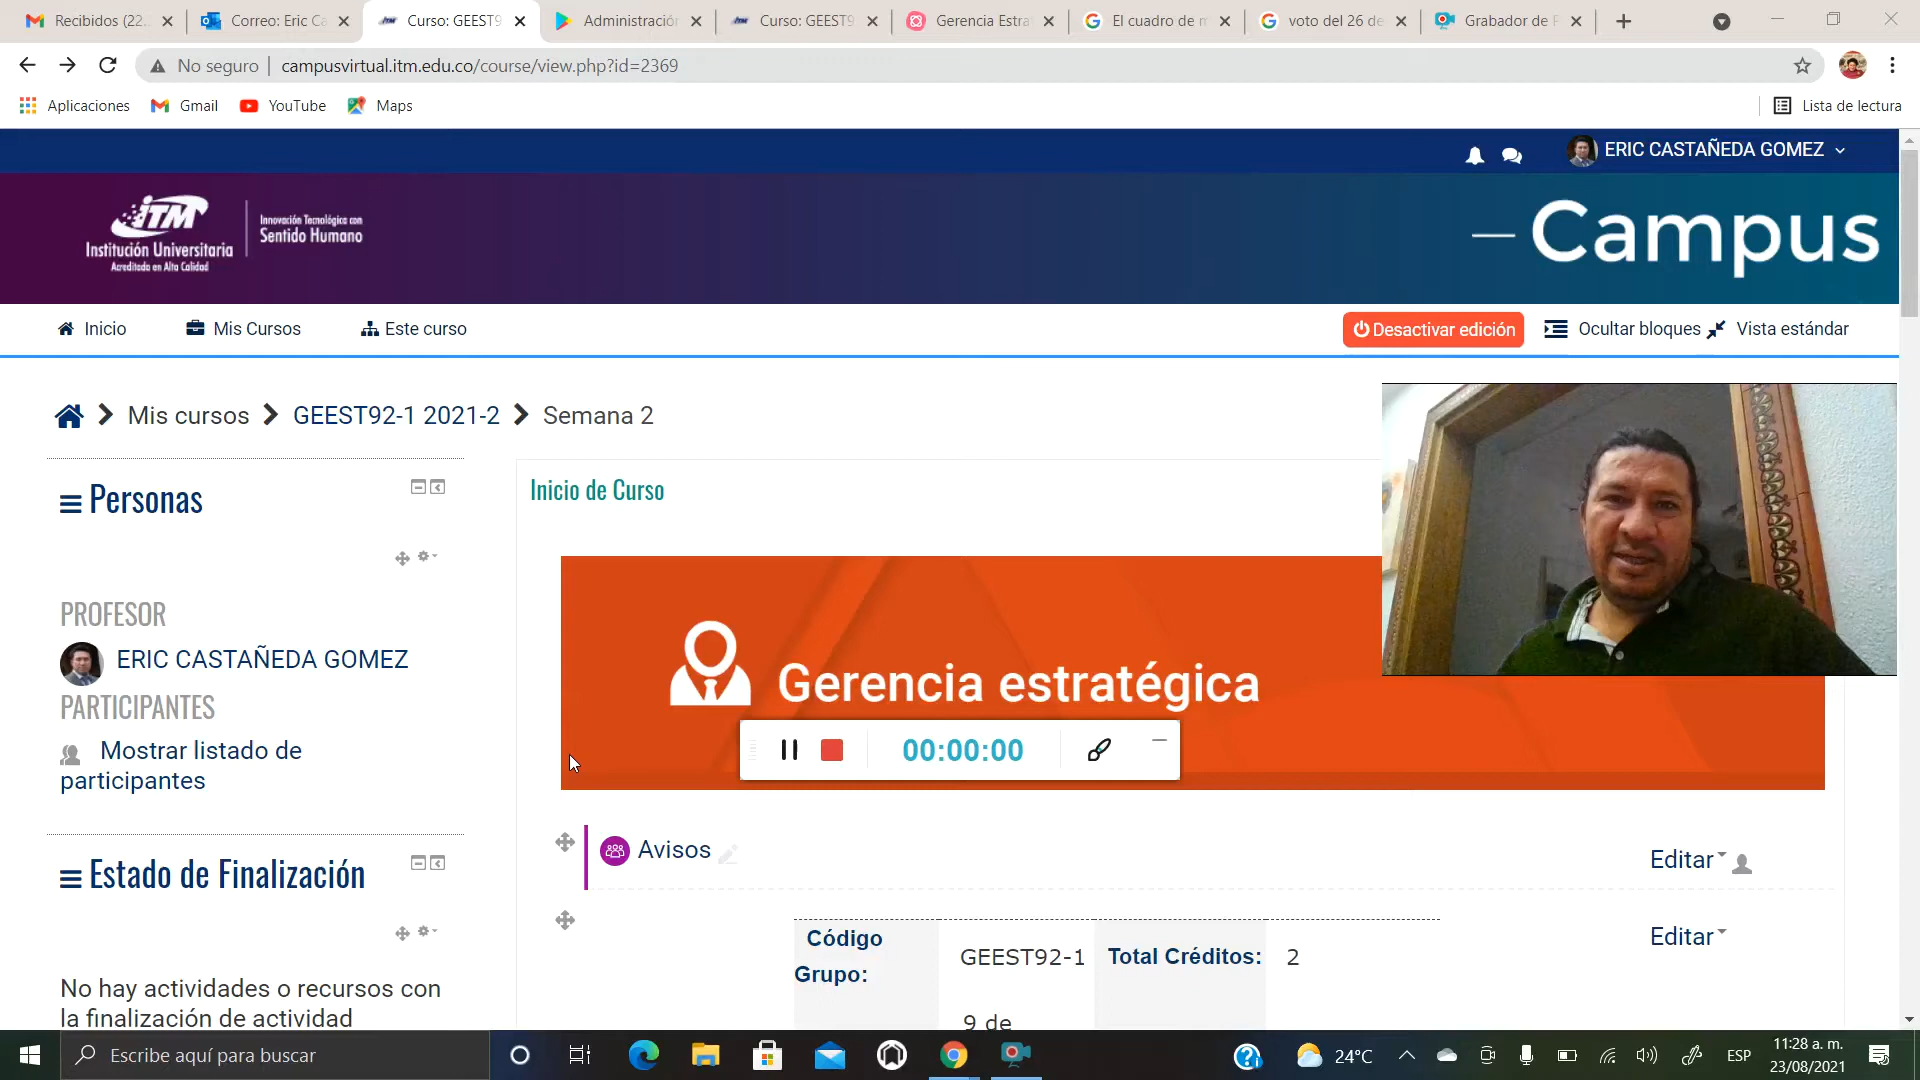 Recibidos (22.
Correo: Eric Ca
Curso: GEEST9
Administración
Curso: GEEST9
Gerencia Estra
El cuadro de m
voto del 26 de
Grabador de P
No seguro
campusvirtual.itm.edu.co/course/view.php?id=2369
Aplicaciones
Gmail
YouTube
Maps
Lista de lectura
ERIC CASTAÑEDA GOMEZ
iTM
Institución Universitaria
Acreditada en Alta Calidad
Innovación Tecnológica con
Sentido Humano
Campus
Inicio
Mis Cursos
Este curso
Desactivar edición
Ocultar bloques
Vista estándar
Mis cursos
GEEST92-1 2021-2
Semana 2
Personas
PROFESOR
ERIC CASTAÑEDA GOMEZ
PARTICIPANTES
Mostrar listado de
participantes
Estado de Finalización
No hay actividades o recursos con
la finalización de actividad
Inicio de Curso
Gerencia estratégica
00:00:00
Avisos
Editar
Código
Grupo:
GEEST92-1
Total Créditos:
2
Editar
9 de
Escribe aquí para buscar
24°C
ESP
11:28 a. m.
23/08/2021